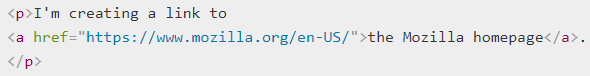 <p>I'm creating a link to
<a href="https://www.mozilla.org/en-US/">the Mozilla homepage</a>.
</p>